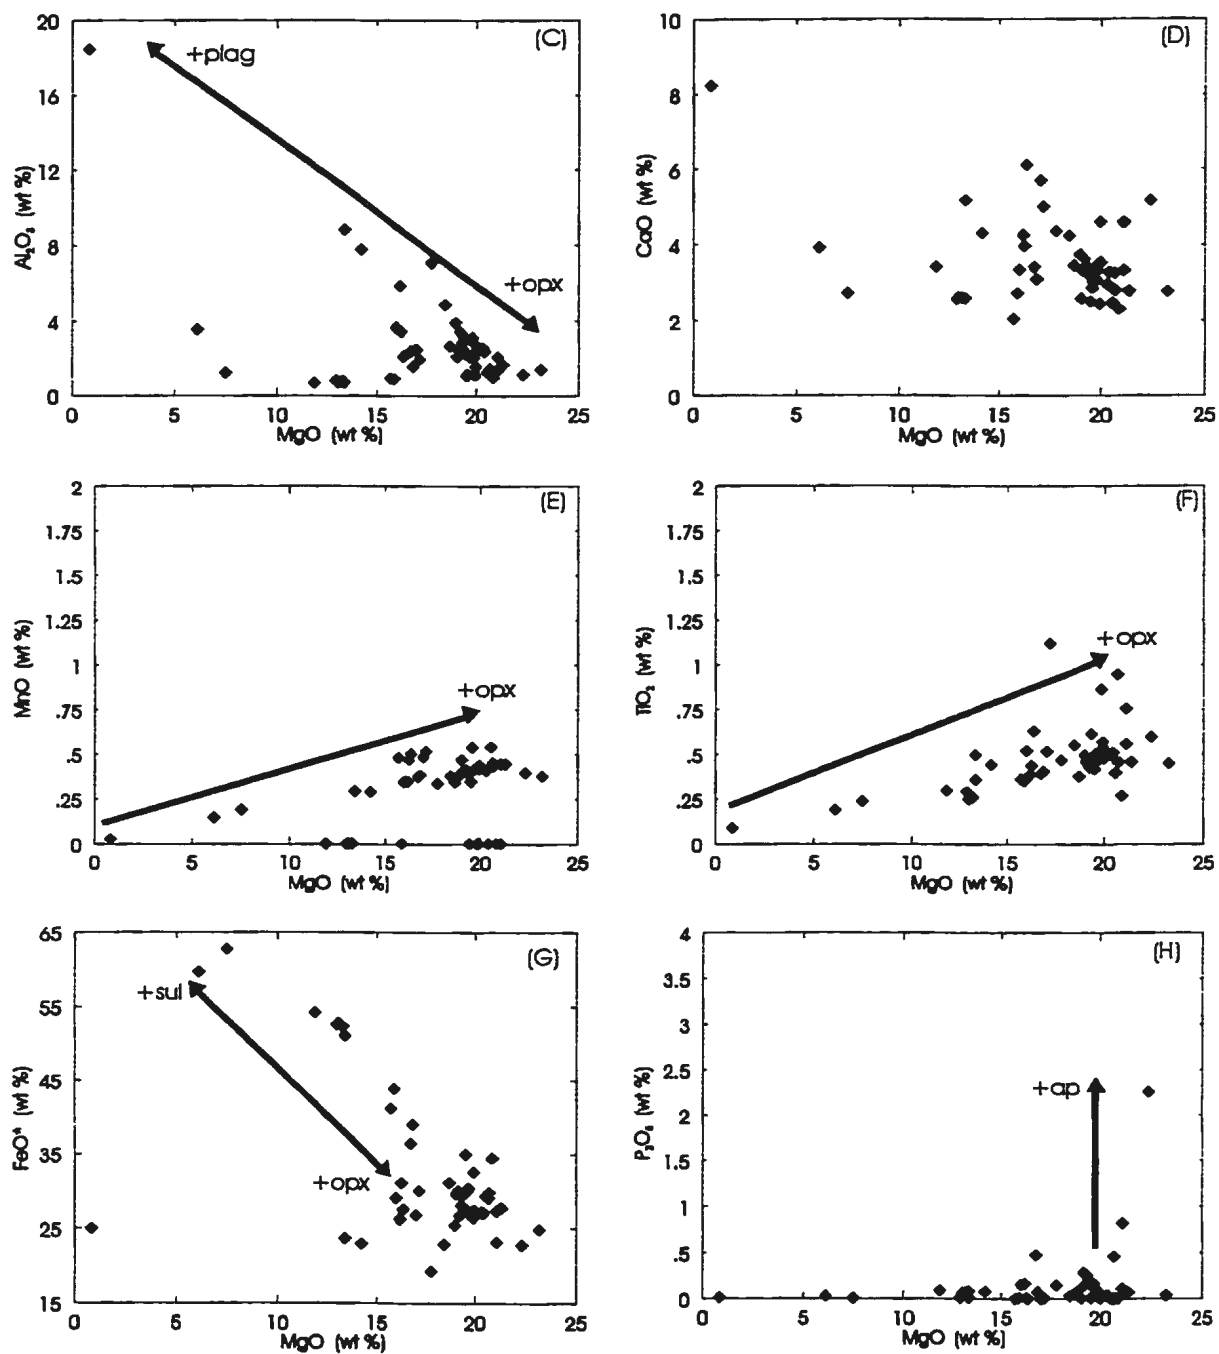 20
16
12
8
4
0
Al₂O₃ (wt %)
(C)
+plag
+opx
0 5 10 15 20 25
MgO (wt %)
10
8
6
4
2
0
CaO (wt %)
(D)
0 5 10 15 20 25
MgO (wt %)
2
1.75
1.5
1.25
1
.75
.5
.25
0
MnO (wt %)
(E)
+opx
0 5 10 15 20 25
MgO (wt %)
2
1.75
1.5
1.25
1
.75
.5
.25
0
TiO₂ (wt %)
(F)
+opx
0 5 10 15 20 25
MgO (wt %)
65
55
45
35
25
15
FeO* (wt %)
(G)
+sul
+opx
0 5 10 15 20 25
MgO (wt %)
4
3.5
3
2.5
2
1.5
1
.5
0
P₂O₅ (wt %)
(H)
+ap
0 5 10 15 20 25
MgO (wt %)